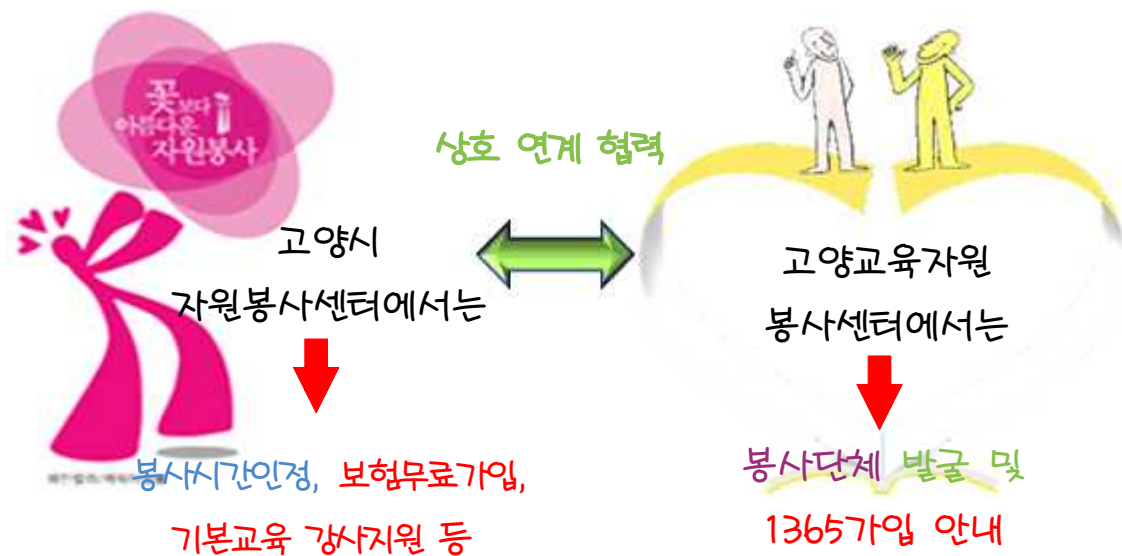 꽃보다
아름다운
자원봉사
상호 연계 협력
고양시
자원봉사센터에서는
고양교육자원
봉사센터에서는
봉사시간인정, 보험무료가입,
기본교육 강사지원 등
봉사단체 발굴 및
1365가입 안내